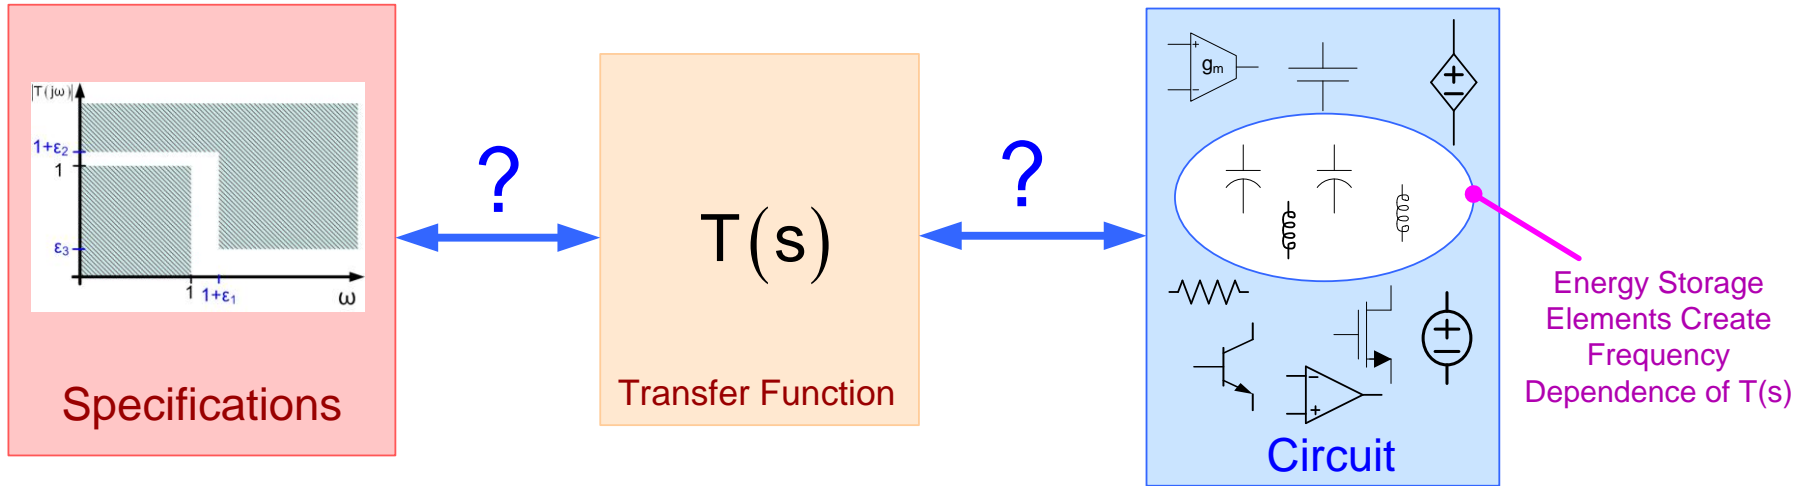 |T(jω)|
1+ε₂
1
ε₃
1
1+ε₁
ω
Specifications
?
T(s)
Transfer Function
?
+
gm
−
+
−
+
−
−
+
Circuit
Energy Storage
Elements Create
Frequency
Dependence of T(s)